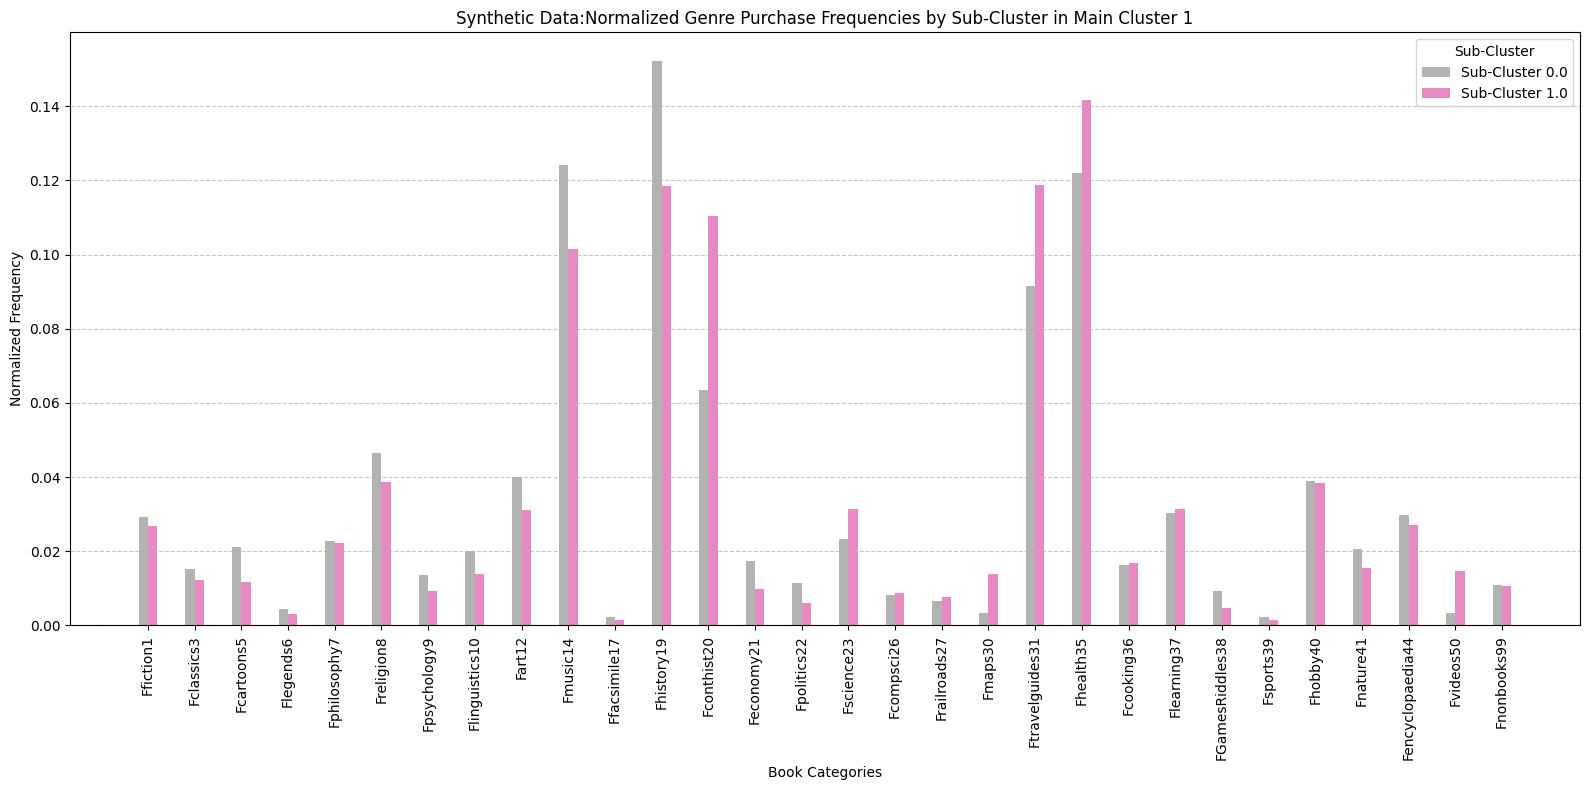 Synthetic Data:Normalized Genre Purchase Frequencies by Sub-Cluster in Main Cluster 1
Sub-Cluster
Sub-Cluster 0.0
Sub-Cluster 1.0
Normalized Frequency
0.14
0.12
0.10
0.08
0.06
0.04
0.02
0.00
Ffiction1
Fclassics3
Fcartoons5
Flegends6
Fphilosophy7
Freligion8
Fpsychology9
Flinguistics10
Fart12
Fmusic14
Ffacsimile17
Fhistory19
Fconthist20
Feconomy21
Fpolitics22
Fscience23
Fcompsci26
Frailroads27
Fmaps30
Ftravelguides31
Fhealth35
Fcooking36
Flearning37
FGamesRiddles38
Fsports39
Fhobby40
Fnature41
Fencyclopaedia44
Fvideos50
Fnonbooks99
Book Categories